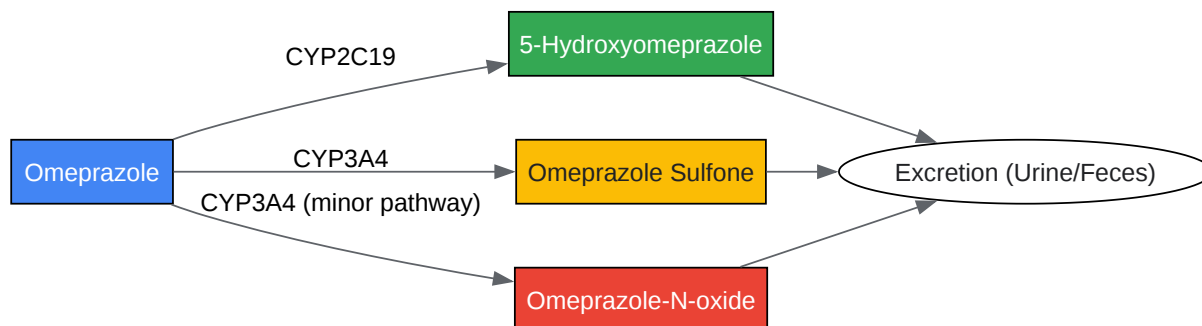 5-Hydroxyomeprazole
CYP2C19
Omeprazole
CYP3A4
Omeprazole Sulfone
Excretion (Urine/Feces)
CYP3A4 (minor pathway)
Omeprazole-N-oxide